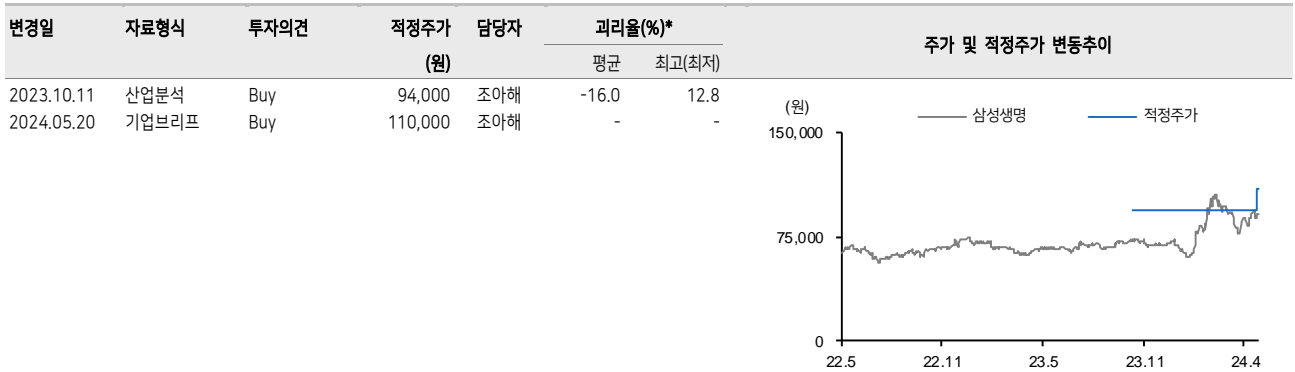 변경일 자료형식 투자의견 적정주가 담당자 괴리율(%)* 주가 및 적정주가 변동추이
(원) 평균 최고(최저)
2023.10.11 산업분석 Buy 94,000 조아해 -16.0 12.8
2024.05.20 기업브리프 Buy 110,000 조아해 - -
(원)
삼성생명 적정주가
150,000
75,000
0
22.5 22.11 23.5 23.11 24.4